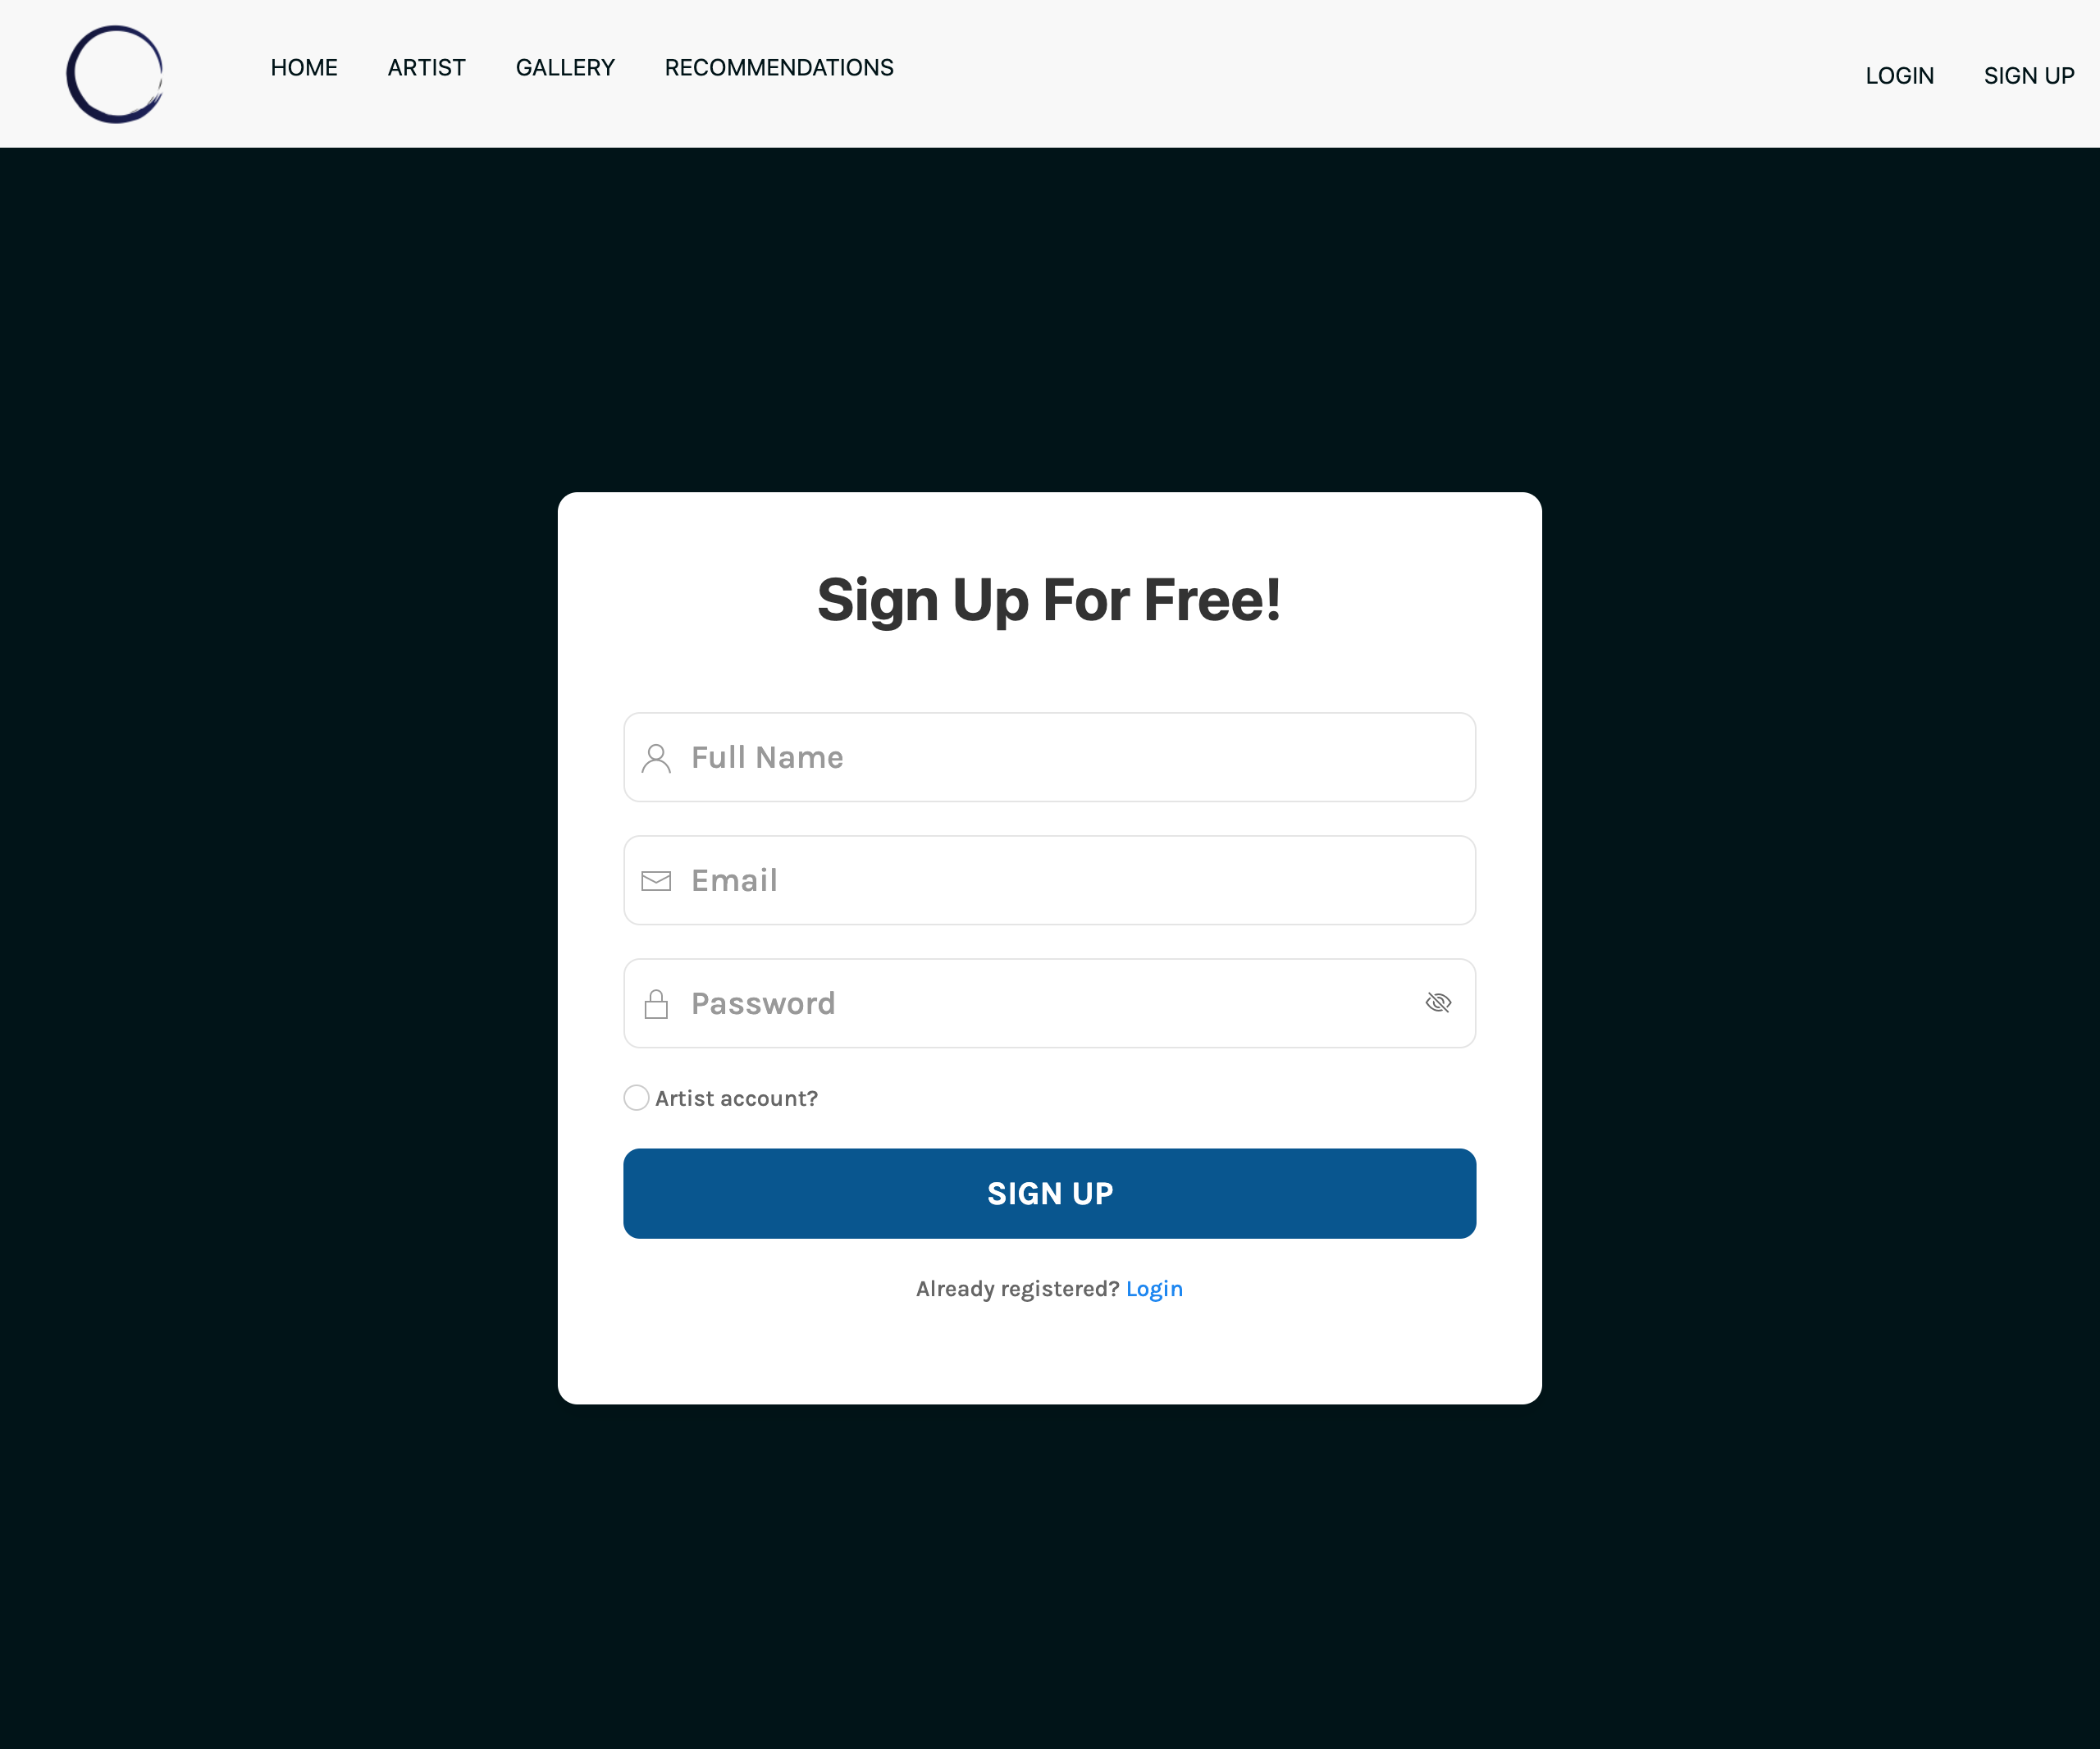 HOME ARTIST GALLERY RECOMMENDATIONS LOGIN SIGN UP
Sign Up For Free!
Full Name
Email
Password
Artist account?
SIGN UP
Already registered? Login